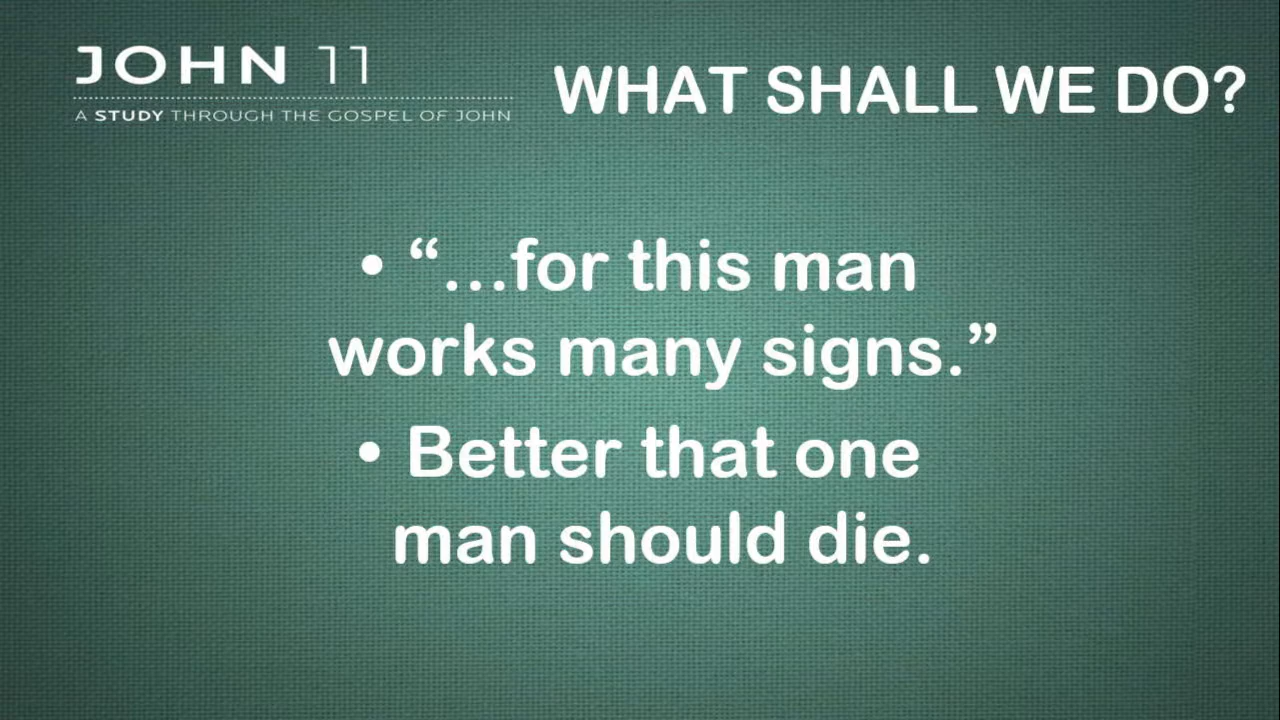 JOHN 11
A STUDY THROUGH THE GOSPEL OF JOHN
WHAT SHALL WE DO?
• “…for this man
works many signs.”
• Better that one
man should die.